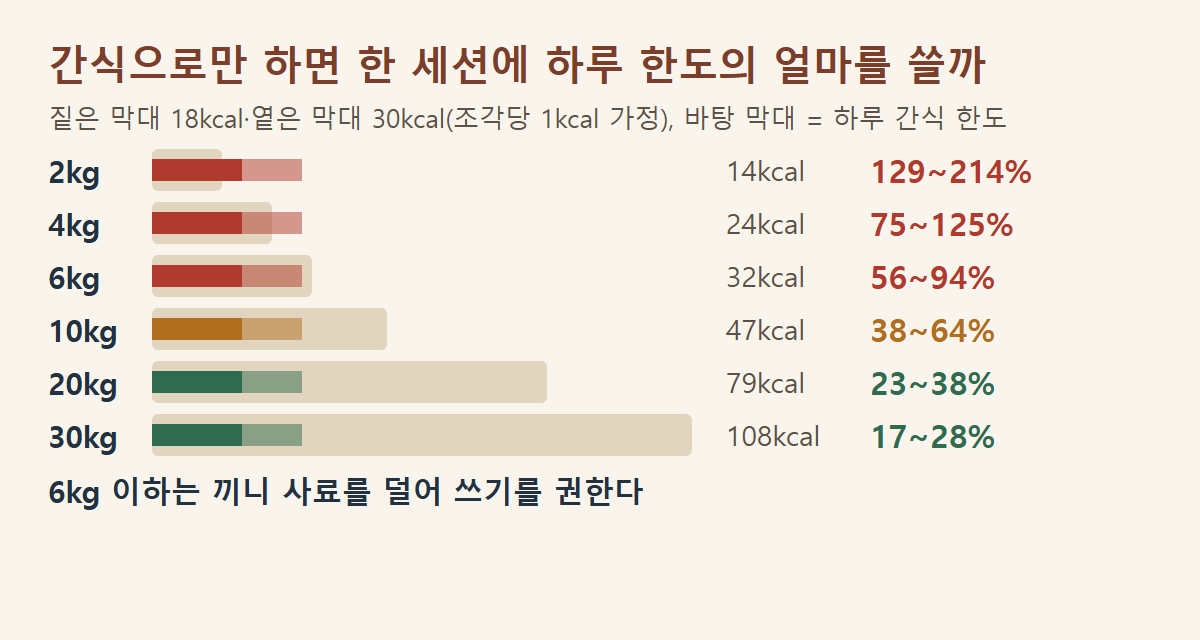 간식으로만 하면 한 세션에 하루 한도의 얼마를 쓸까
짙은 막대 18kcal·옅은 막대 30kcal(조각당 1kcal 가정), 바탕 막대 = 하루 간식 한도
2kg 14kcal 129~214%
4kg 24kcal 75~125%
6kg 32kcal 56~94%
10kg 47kcal 38~64%
20kg 79kcal 23~38%
30kg 108kcal 17~28%
6kg 이하는 끼니 사료를 덜어 쓰기를 권한다